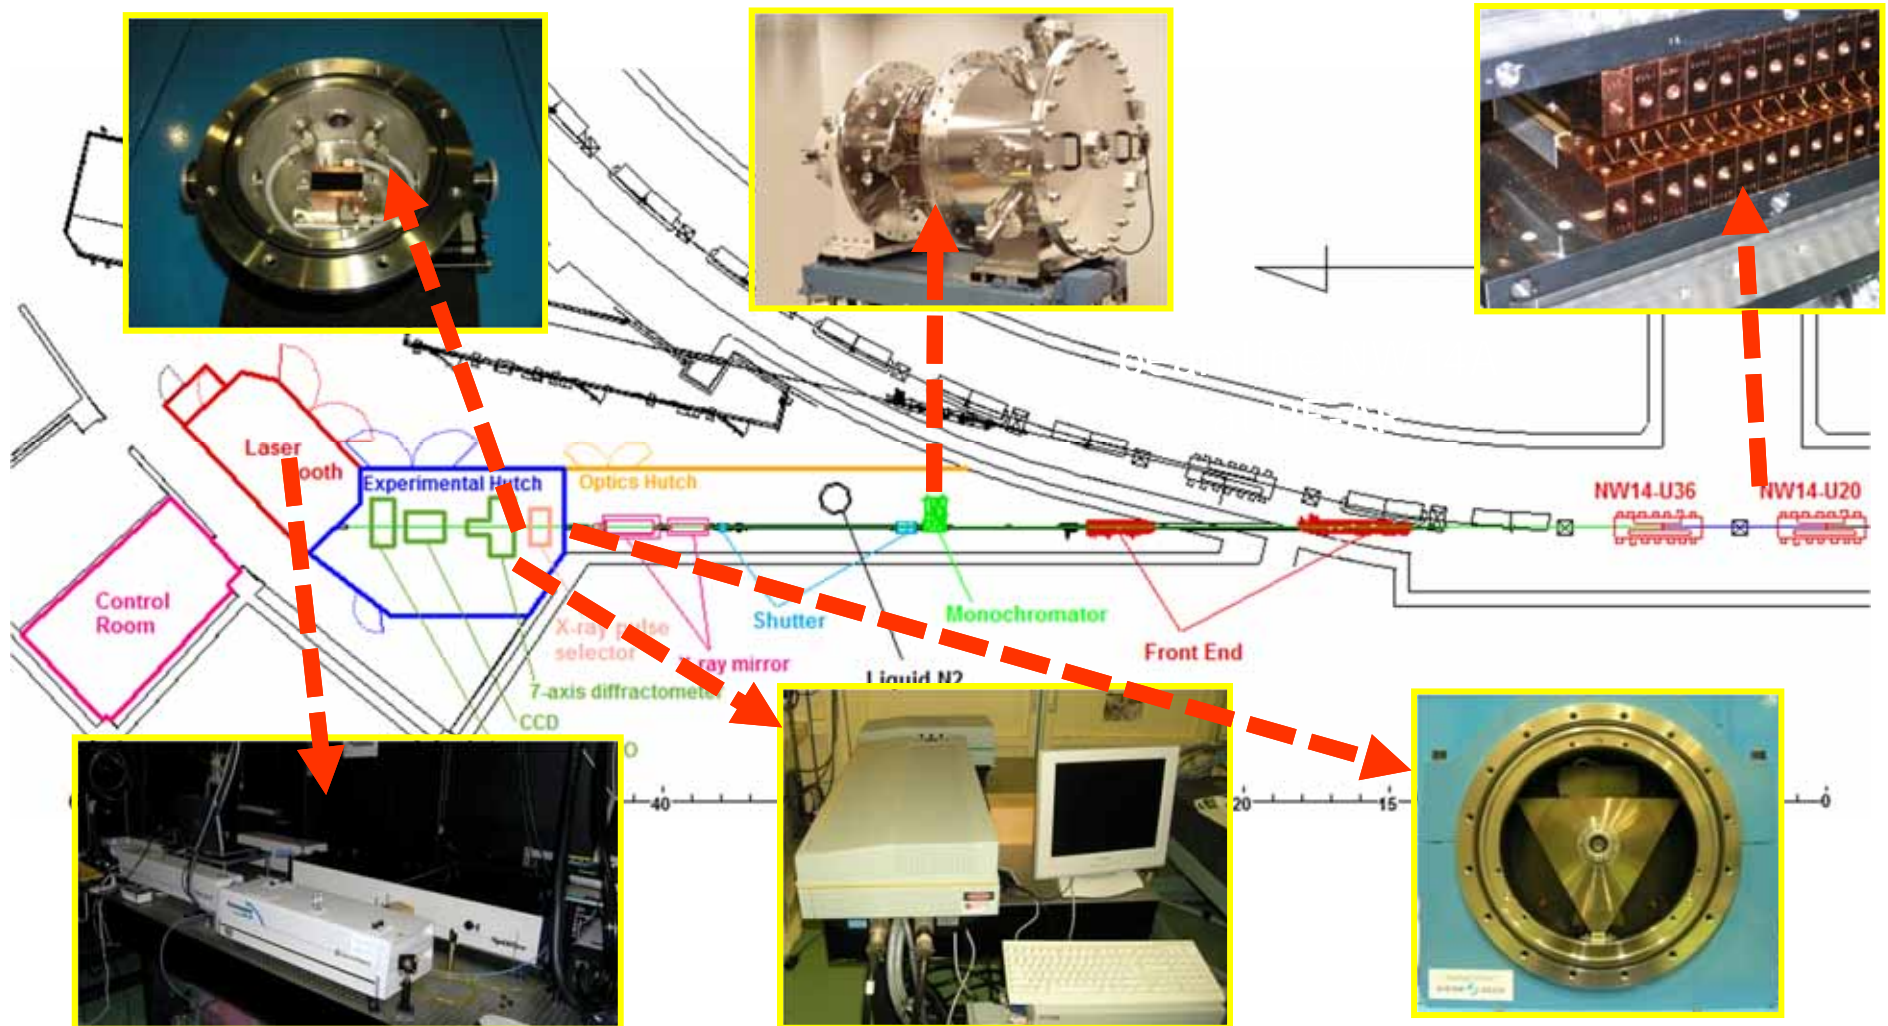 Laser
ooth
Experimental Hutch
Optics Hutch
NW14-U36
NW14-U20
Control
Room
X-ray pulse
selector
Shutter
Monochromator
Front End
X-ray mirror
Liquid N2
7-axis diffractometer
CCD
40
20
15
0